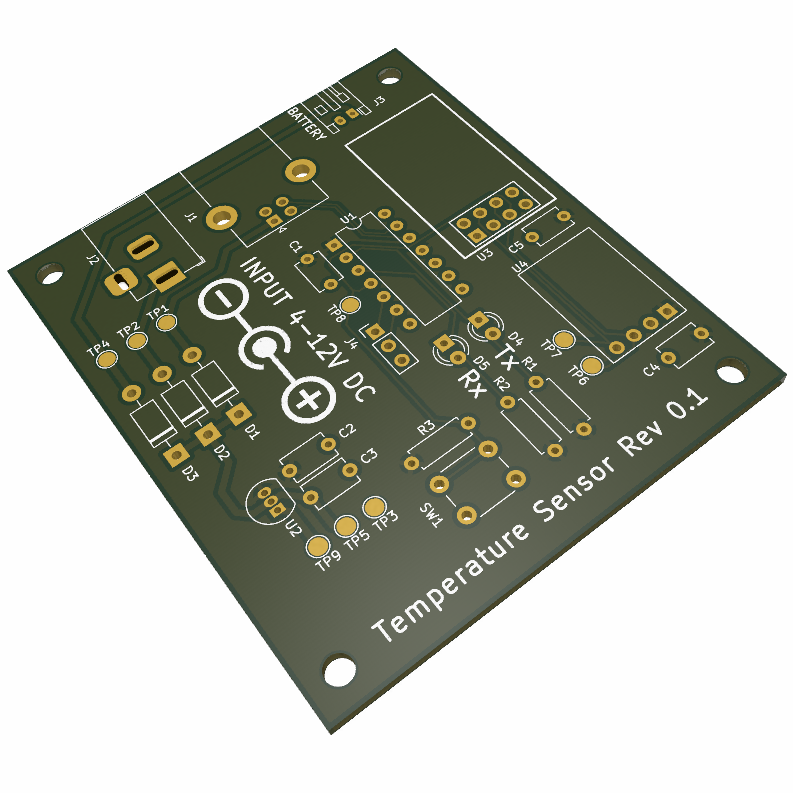 BATTERY
J3
J1
U1
J2
C1
U3
C5
U4
INPUT 4-12V DC
TP8
J4
TP4
TP2
TP1
D4
Tx
D5
Rx
R1
R2
TP7
TP6
C4
D1
D2
D3
C2
C3
R3
U2
SW1
TP3
TP5
TP9
Temperature Sensor Rev 0.1